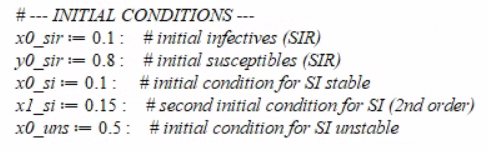 # --- INITIAL CONDITIONS ---
x0_sir := 0.1 : # initial infectives (SIR)
y0_sir := 0.8 : # initial susceptibles (SIR)
x0_si := 0.1 : # initial condition for SI stable
x1_si := 0.15 : # second initial condition for SI (2nd order)
x0_uns := 0.5 : # initial condition for SI unstable